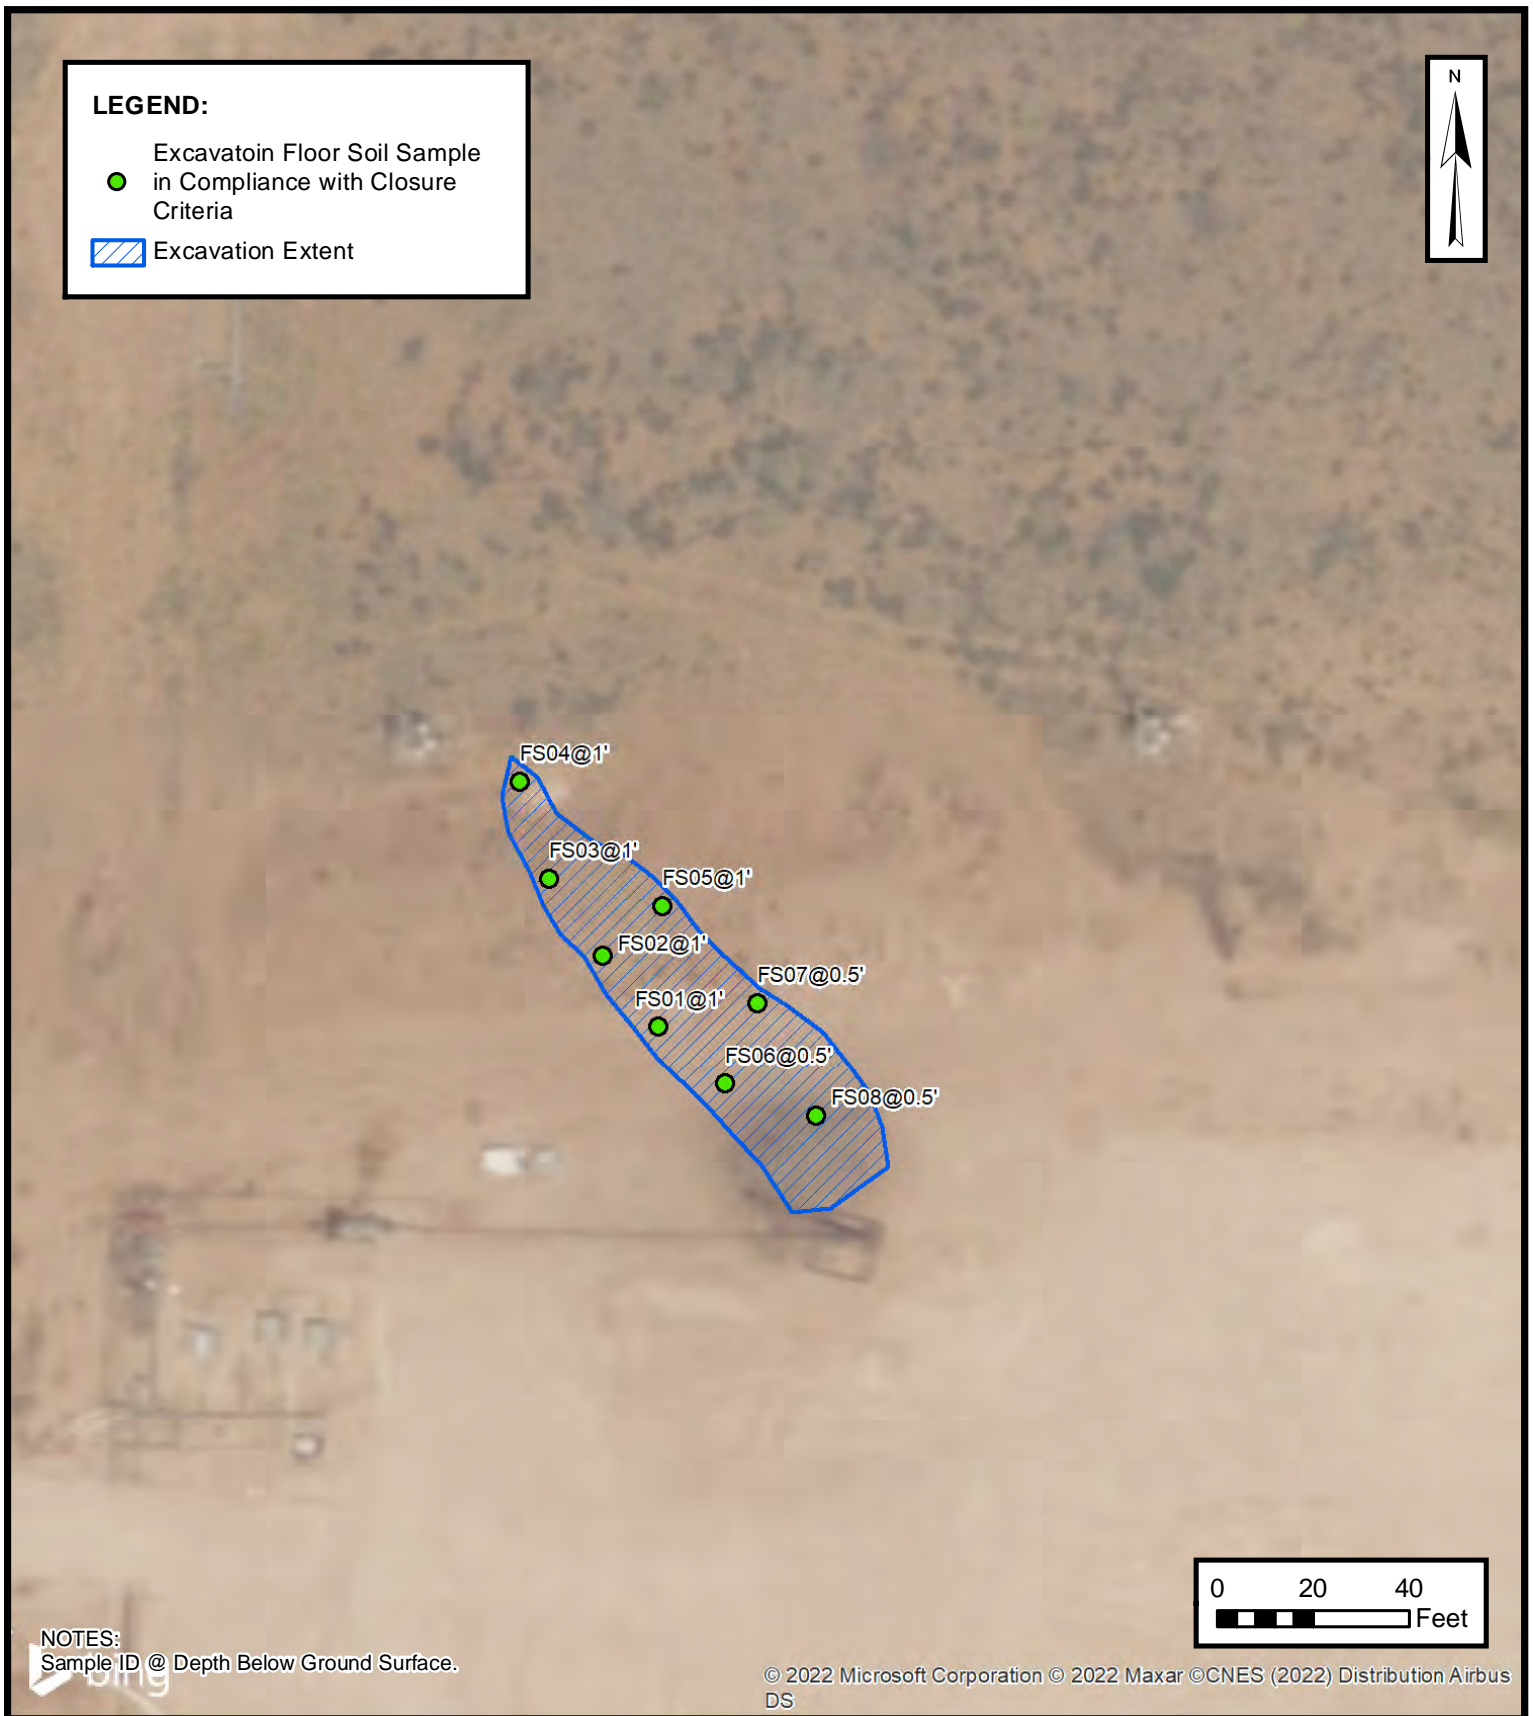 LEGEND:
Excavatoin Floor Soil Sample
in Compliance with Closure
Criteria
Excavation Extent
N
FS04@1'
FS03@1'
FS05@1'
FS02@1'
FS07@0.5'
FS01@1'
FS06@0.5'
FS08@0.5'
0 20 40
Feet
NOTES:
Sample ID @ Depth Below Ground Surface.
bing
© 2022 Microsoft Corporation © 2022 Maxar ©CNES (2022) Distribution Airbus
DS